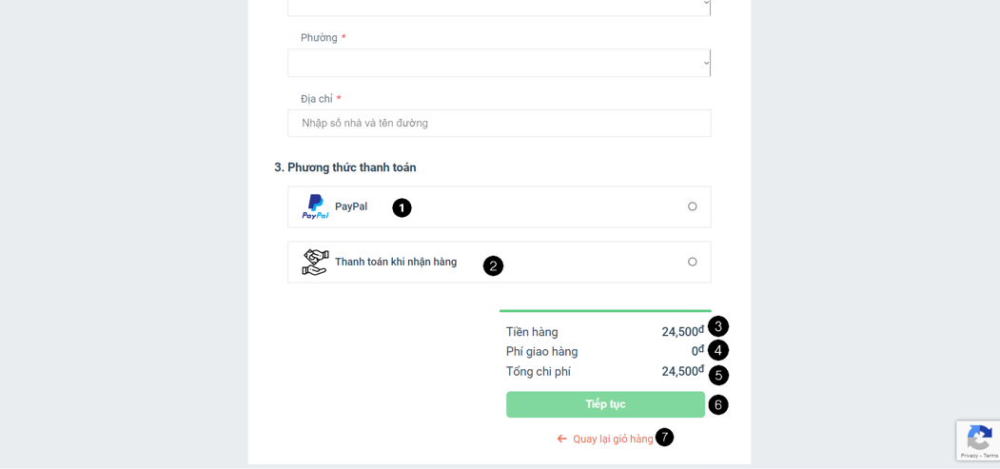 Phường *
Địa chỉ *
Nhập số nhà và tên đường
3. Phương thức thanh toán
PayPal PayPal 1
Thanh toán khi nhận hàng 2
Tiền hàng 24,500đ 3
Phí giao hàng 0đ 4
Tổng chi phí 24,500đ 5
Tiếp tục 6
← Quay lại giỏ hàng 7
Privacy - Terms